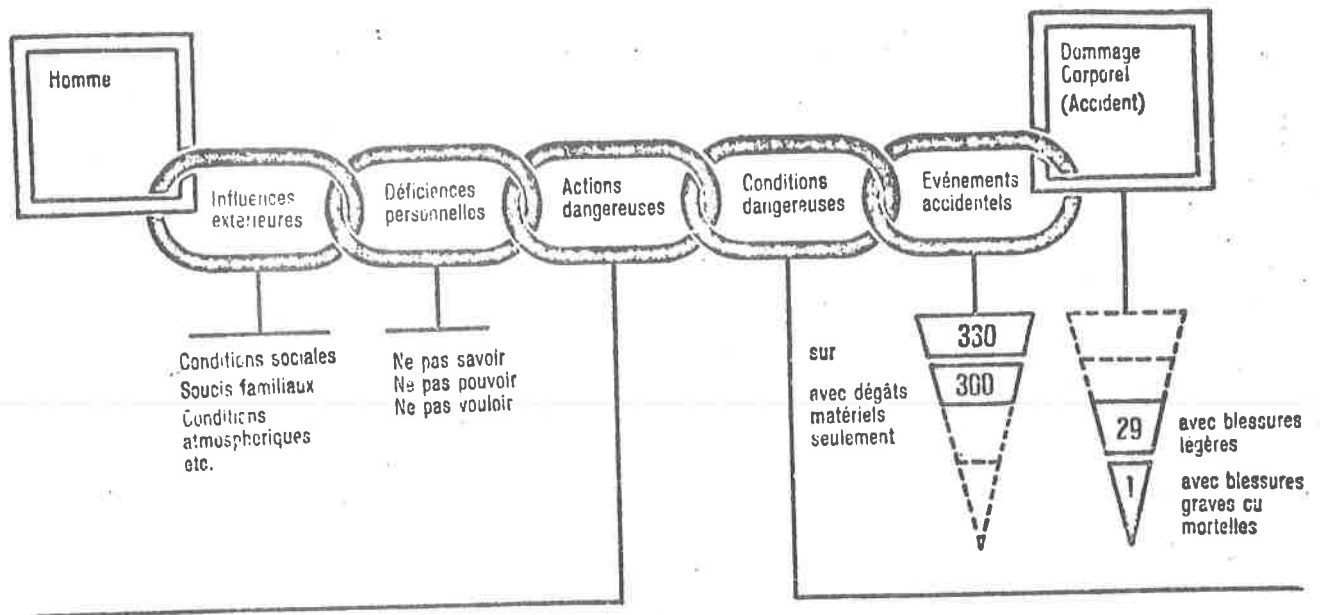 Homme
Dommage
Corporel
(Accident)
Influences
extérieures
Déficiences
personnelles
Actions
dangereuses
Conditions
dangereuses
Evénements
accidentels
Conditions sociales
Soucis familiaux
Conditions
atmospheriques
etc.
Ne pas savoir
Ne pas pouvoir
Ne pas vouloir
sur
avec dégâts
matériels
seulement
330
300
29
1
avec blessures
légères
avec blessures
graves ou
mortelles